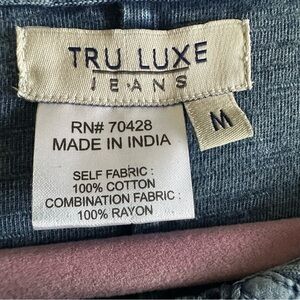 TRU LUXE
JEANS
M
RN# 70428
MADE IN INDIA
SELF FABRIC :
100% COTTON
COMBINATION FABRIC :
100% RAYON